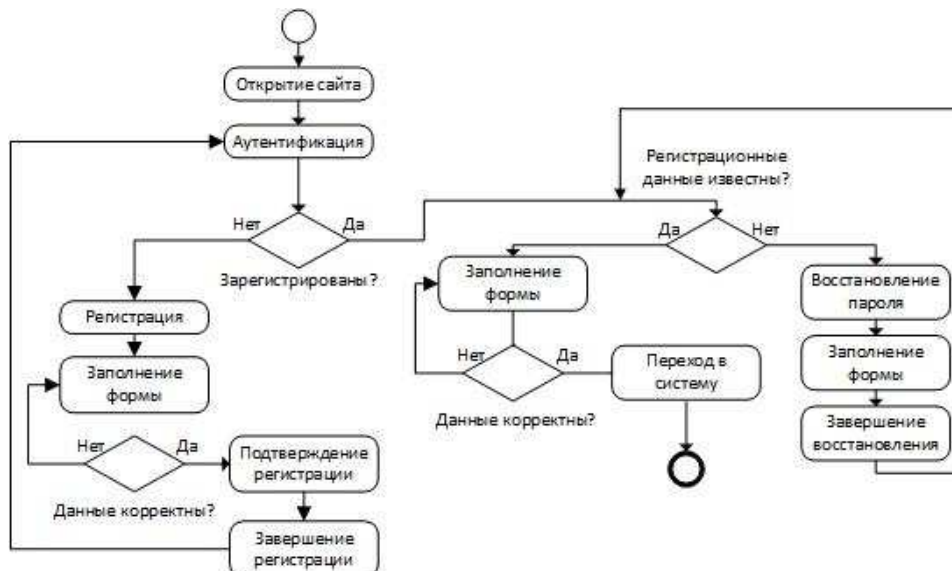 Открытие сайта
Аутентификация
Регистрационные
данные известны?
Нет
Да
Зарегистрированы?
Да
Нет
Заполнение
формы
Восстановление
пароля
Регистрация
Нет
Да
Переход в
систему
Заполнение
формы
Заполнение
формы
Данные корректны?
Завершение
восстановления
Нет
Да
Подтверждение
регистрации
Данные корректны?
Завершение
регистрации